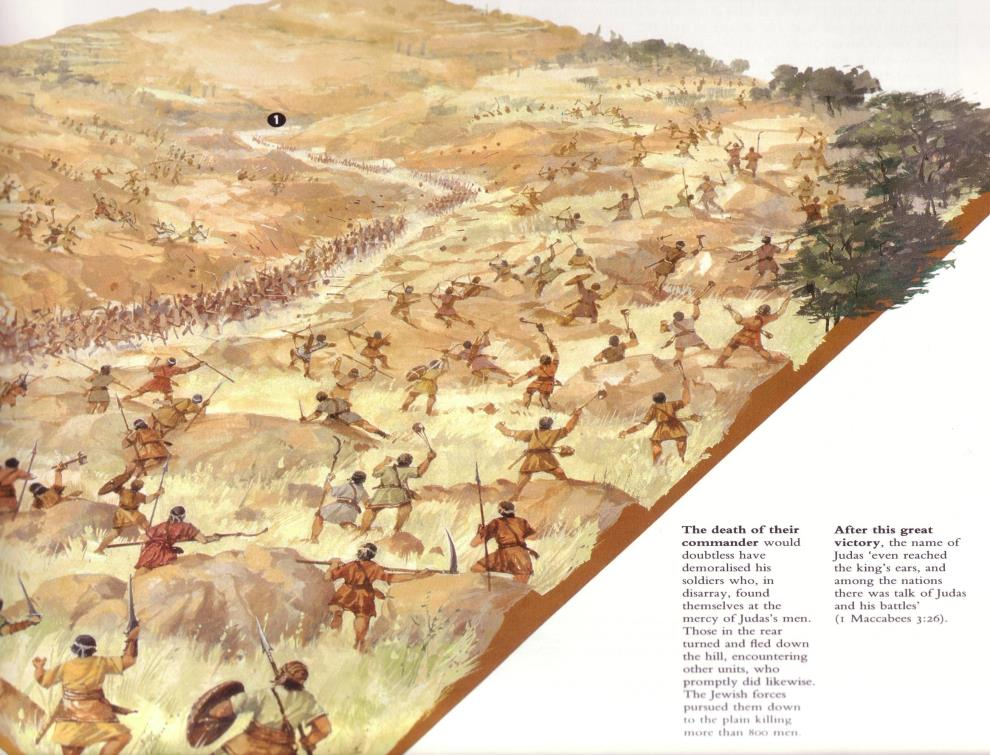 1
The death of their
commander would
doubtless have
demoralised his
soldiers who, in
disarray, found
themselves at the
mercy of Judas's men.
Those in the rear
turned and fled down
the hill, encountering
other units, who
promptly did likewise.
The Jewish forces
pursued them down
to the plain killing
more than 800 men.
After this great
victory, the name of
Judas ‘even reached
the king's ears, and
among the nations
there was talk of Judas
and his battles’
(1 Maccabees 3:26).